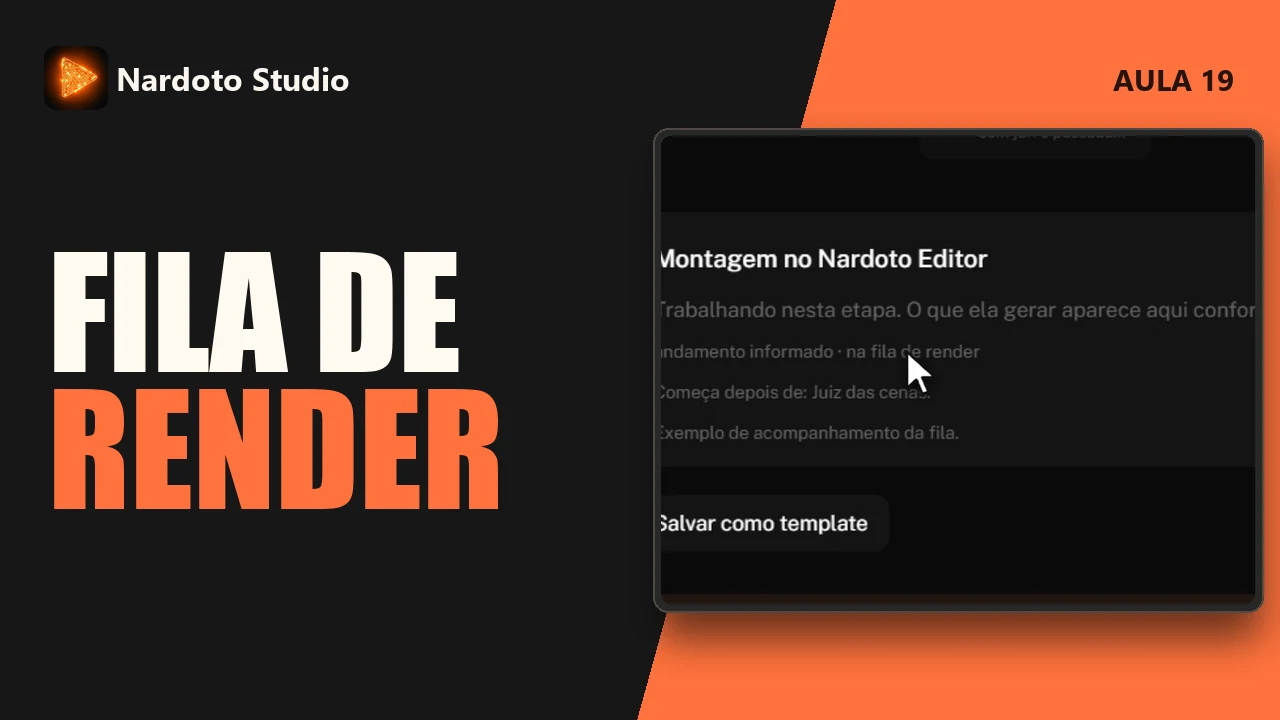 Nardoto Studio
AULA 19
FILA DE
RENDER
Montagem no Nardoto Editor
Trabalhando nesta etapa. O que ela gerar aparece aqui confor
andamento informado · na fila de render
Começa depois de: Juiz das cenas.
Exemplo de acompanhamento da fila.
Salvar como template